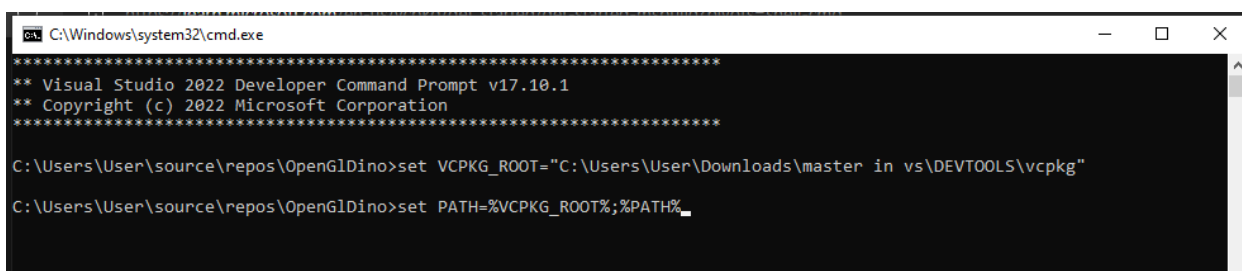 C:\Windows\system32\cmd.exe
**********************************************************************
** Visual Studio 2022 Developer Command Prompt v17.10.1
** Copyright (c) 2022 Microsoft Corporation
**********************************************************************
C:\Users\User\source\repos\OpenGlDino>set VCPKG_ROOT="C:\Users\User\Downloads\master in vs\DEVTOOLS\vcpkg"
C:\Users\User\source\repos\OpenGlDino>set PATH=%VCPKG_ROOT%;%PATH%